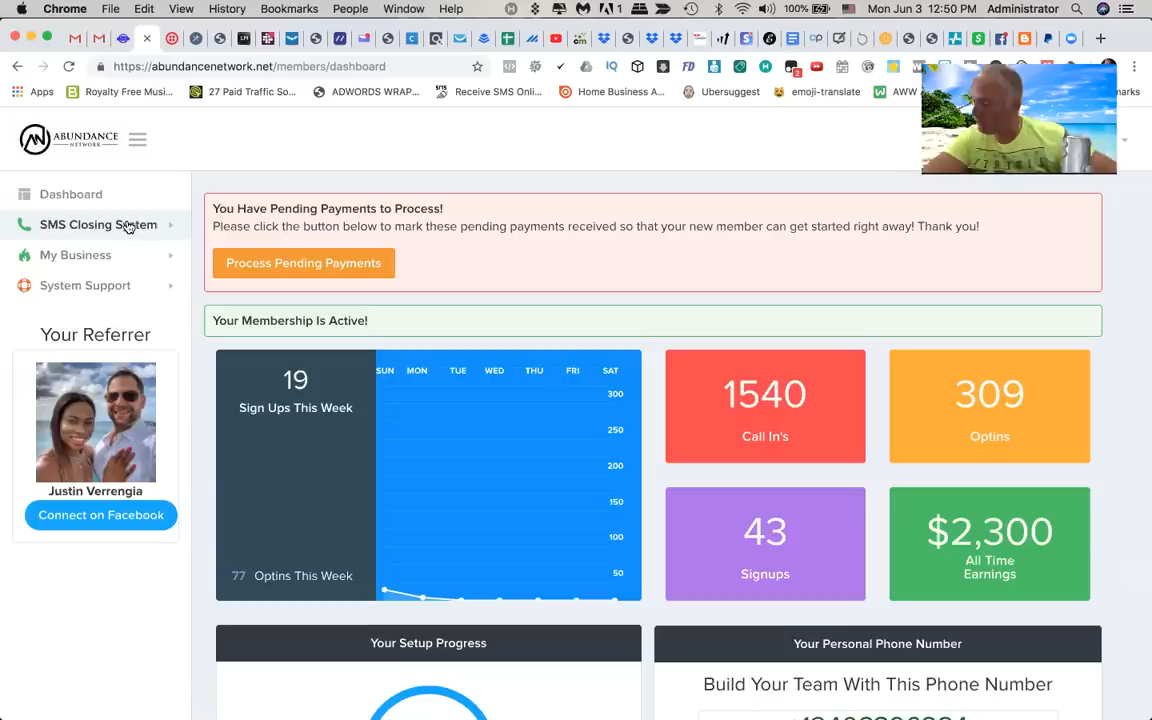 Chrome File Edit View History Bookmarks People Window Help 1 100% Mon Jun 3 12:50 PM Administrator
https://abundancenetwork.net/members/dashboard
Apps Royalty Free Musi... 27 Paid Traffic So... ADWORDS WRAP... Receive SMS Onli... Home Business A... Ubersuggest emoji-translate AWW
ABUNDANCE
NETWORK
Dashboard
SMS Closing System
My Business
System Support
Your Referrer
Justin Verrengia
Connect on Facebook
You Have Pending Payments to Process!
Please click the button below to mark these pending payments received so that your new member can get started right away! Thank you!
Process Pending Payments
Your Membership Is Active!
19
Sign Ups This Week
77 Optins This Week
SUN MON TUE WED THU FRI SAT
300
250
200
150
100
50
1540
Call In's
309
Optins
43
Signups
$2,300
All Time
Earnings
Your Setup Progress
Your Personal Phone Number
Build Your Team With This Phone Number